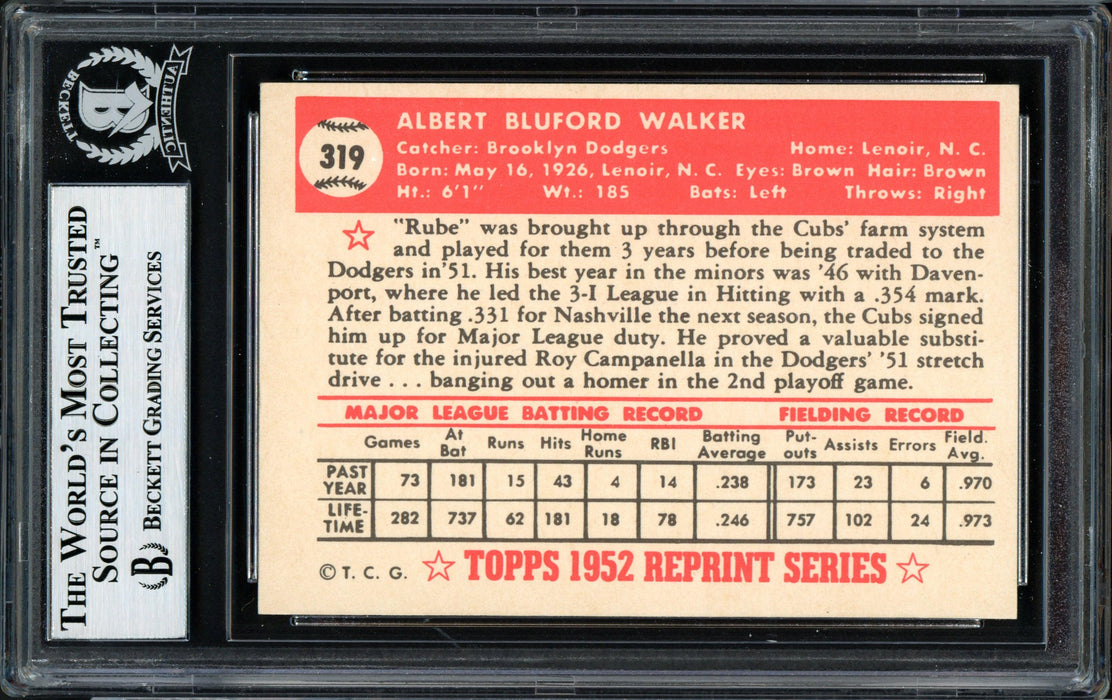 BECKETT
AUTHENTIC
B
THE WORLD'S MOST TRUSTED
SOURCE IN COLLECTING™
B BECKETT GRADING SERVICES
319
ALBERT BLUFORD WALKER
Catcher: Brooklyn Dodgers Home: Lenoir, N. C.
Born: May 16, 1926, Lenoir, N. C. Eyes: Brown Hair: Brown
Ht.: 6'1'' Wt.: 185 Bats: Left Throws: Right
"Rube" was brought up through the Cubs' farm system
and played for them 3 years before being traded to the
Dodgers in '51. His best year in the minors was '46 with Daven-
port, where he led the 3-I League in Hitting with a .354 mark.
After batting .331 for Nashville the next season, the Cubs signed
him up for Major League duty. He proved a valuable substi-
tute for the injured Roy Campanella in the Dodgers' '51 stretch
drive . . . banging out a homer in the 2nd playoff game.
MAJOR LEAGUE BATTING RECORD FIELDING RECORD
Games At Bat Runs Hits Home Runs RBI Batting Average Put-outs Assists Errors Field. Avg.
PAST YEAR 73 181 15 43 4 14 .238 173 23 6 .970
LIFE-TIME 282 737 62 181 18 78 .246 757 102 24 .973
© T. C. G. ☆ TOPPS 1952 REPRINT SERIES ☆